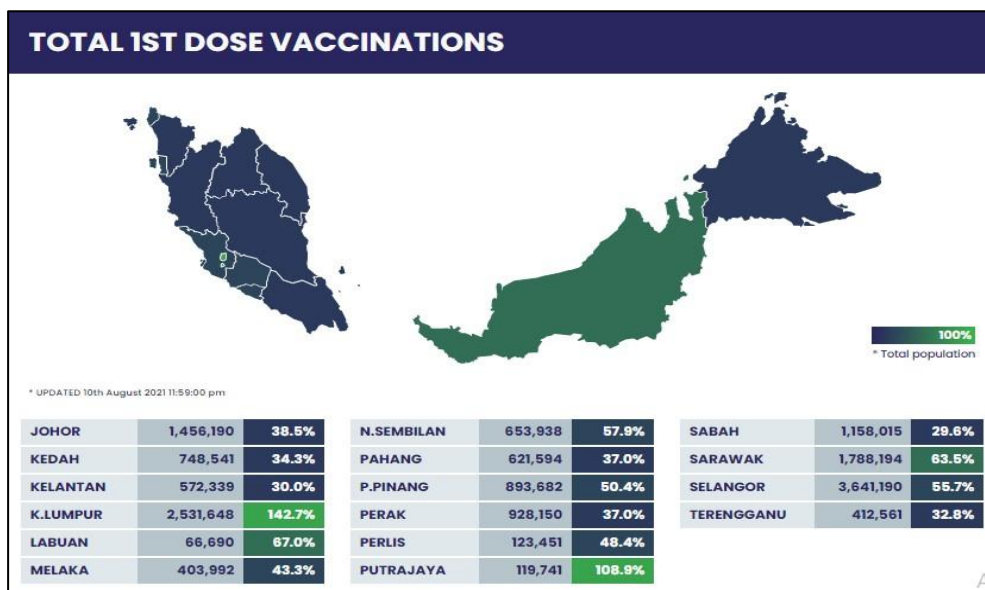 TOTAL 1ST DOSE VACCINATIONS
100%
* Total population
* UPDATED 10th August 2021 11:59:00 pm
JOHOR 1,456,190 38.5%
KEDAH 748,541 34.3%
KELANTAN 572,339 30.0%
K.LUMPUR 2,531,648 142.7%
LABUAN 66,690 67.0%
MELAKA 403,992 43.3%
N.SEMBILAN 653,938 57.9%
PAHANG 621,594 37.0%
P.PINANG 893,682 50.4%
PERAK 928,150 37.0%
PERLIS 123,451 48.4%
PUTRAJAYA 119,741 108.9%
SABAH 1,158,015 29.6%
SARAWAK 1,788,194 63.5%
SELANGOR 3,641,190 55.7%
TERENGGANU 412,561 32.8%